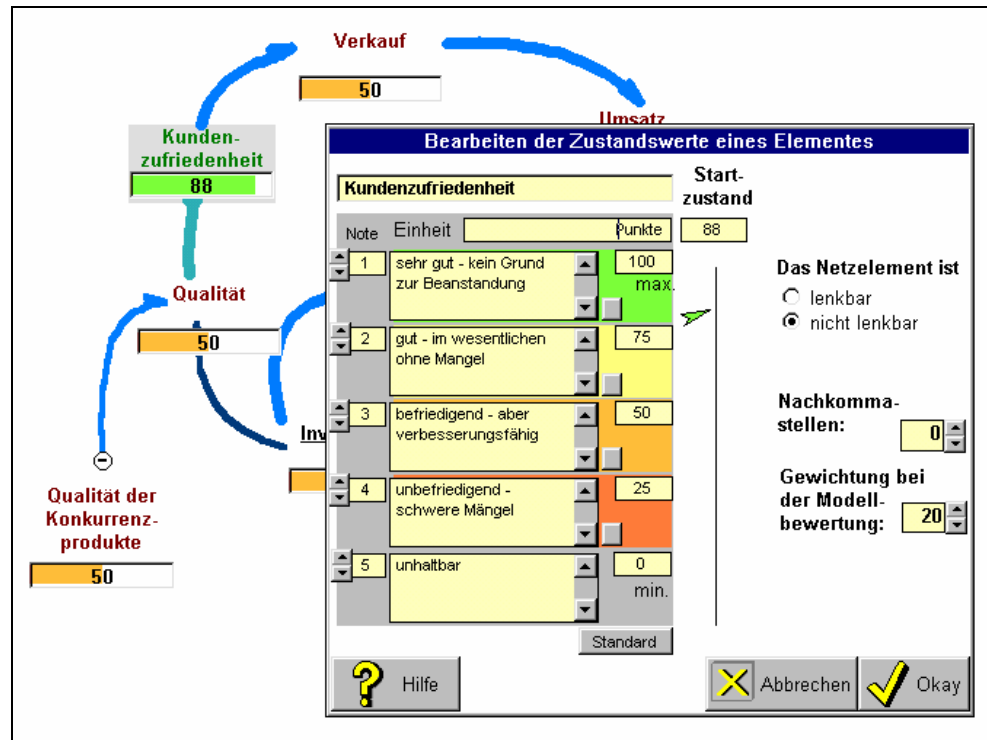 Verkauf
50
Umsatz
Kunden-
zufriedenheit
88
Qualität
50
Inv
Qualität der
Konkurrenz-
produkte
50
Bearbeiten der Zustandswerte eines Elementes
Kundenzufriedenheit
Start-
zustand
Note Einheit Punkte 88
1 sehr gut - kein Grund
zur Beanstandung
100
max.
2 gut - im wesentlichen
ohne Mangel
75
3 befriedigend - aber
verbesserungsfähig
50
4 unbefriedigend -
schwere Mängel
25
5 unhaltbar
0
min.
Standard
Das Netzelement ist
lenkbar
nicht lenkbar
Nachkomma-
stellen: 0
Gewichtung bei
der Modell-
bewertung: 20
Hilfe
Abbrechen
Okay